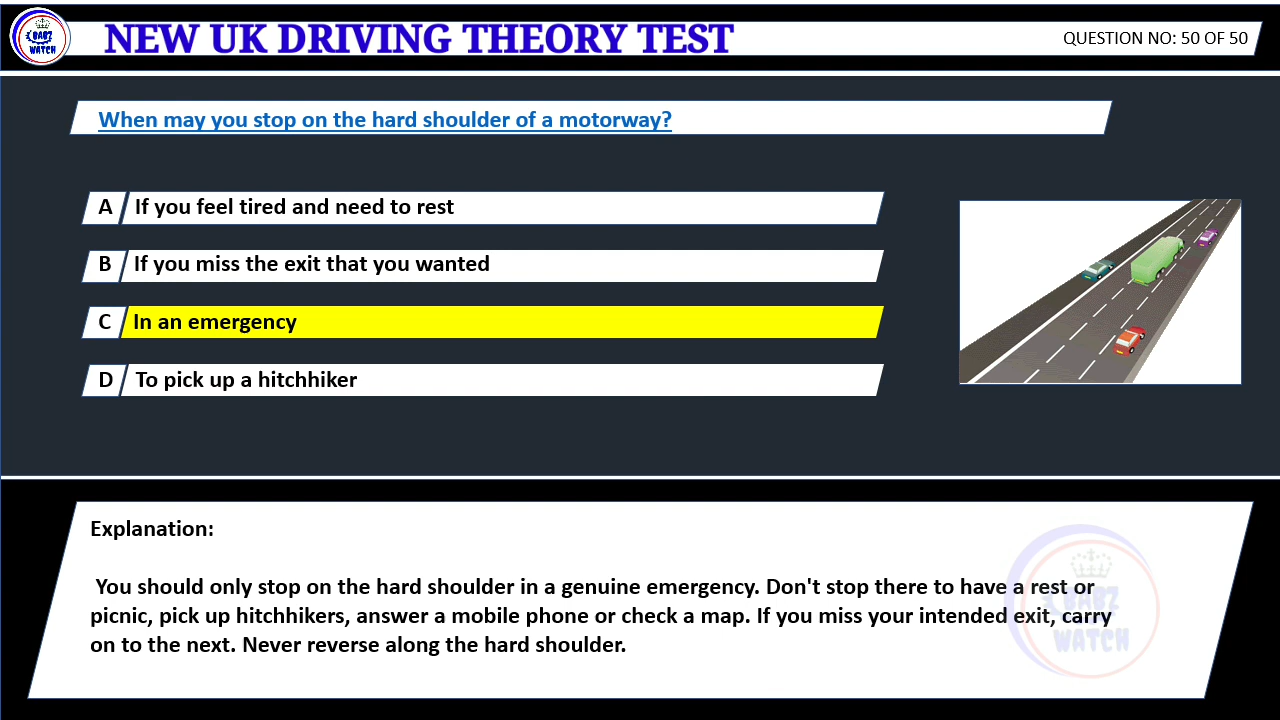 BABZ
WATCH
NEW UK DRIVING THEORY TEST
QUESTION NO: 50 OF 50
When may you stop on the hard shoulder of a motorway?
A If you feel tired and need to rest
B If you miss the exit that you wanted
C In an emergency
D To pick up a hitchhiker
Explanation:
You should only stop on the hard shoulder in a genuine emergency. Don't stop there to have a rest or
picnic, pick up hitchhikers, answer a mobile phone or check a map. If you miss your intended exit, carry
on to the next. Never reverse along the hard shoulder.
BABZ
WATCH